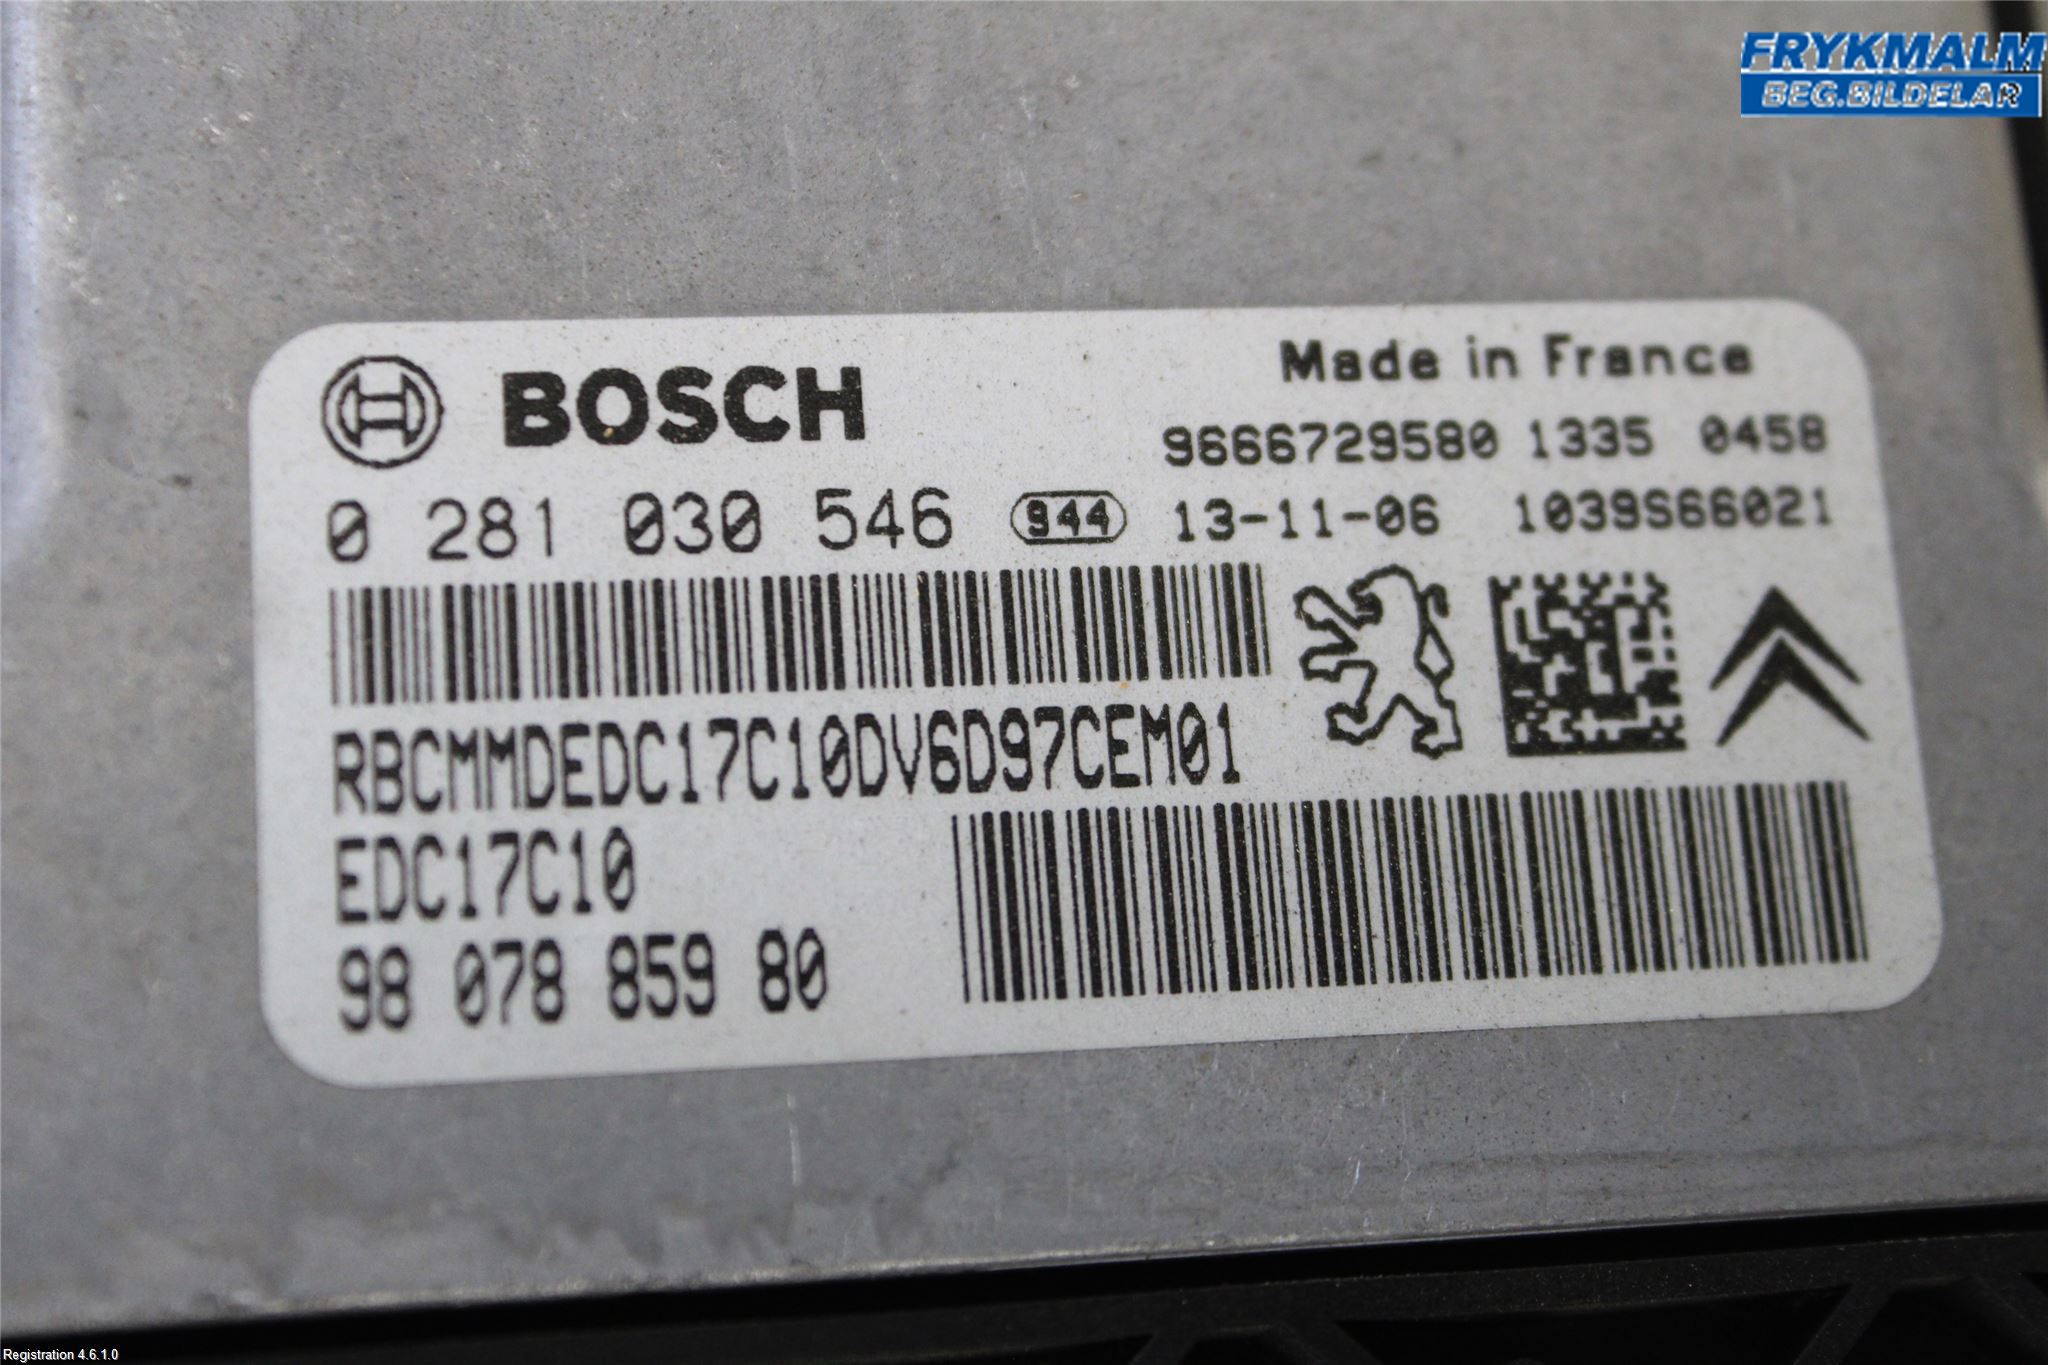 FRYKMALM
BEG.BILDELAR
BOSCH
Made in France
9666729580 1335 0458
0 281 030 546 944 13-11-06 1039S66021
RBCMMDEDC17C10DV6D97CEM01
EDC17C10
98 078 859 80
Registration 4.6.1.0